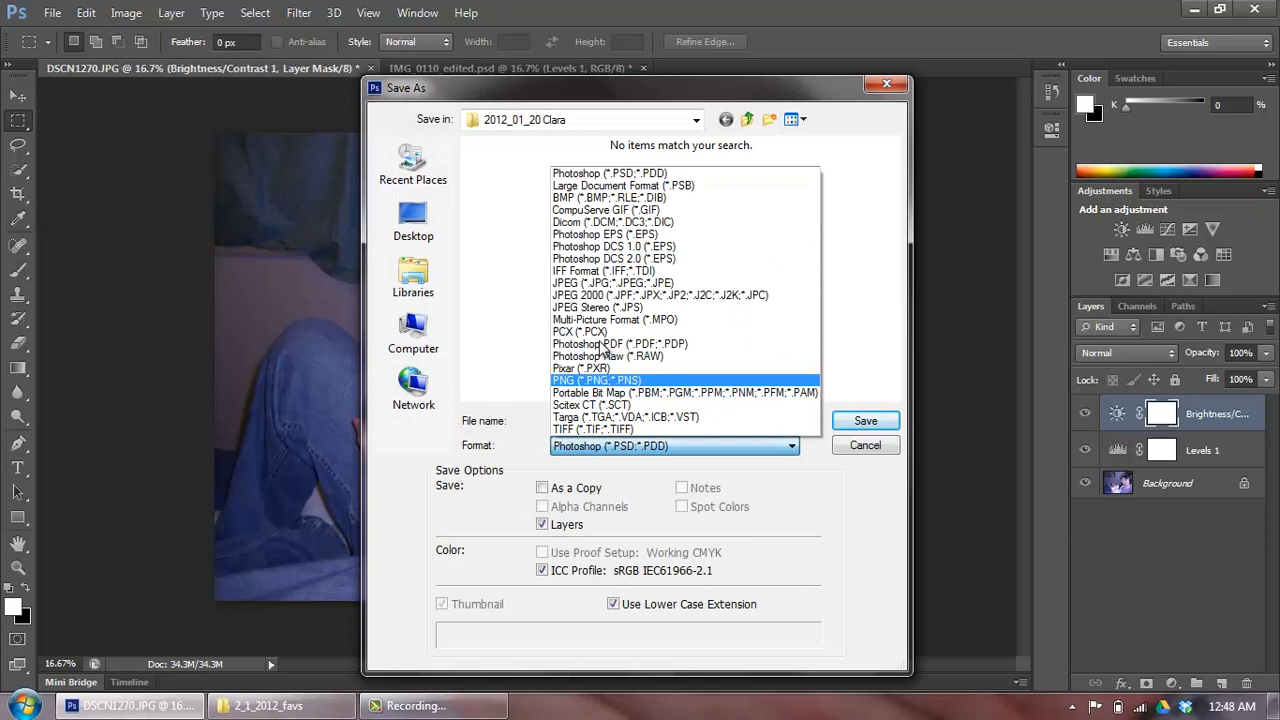 Ps File Edit Image Layer Type Select Filter 3D View Window Help
Feather: 0 px Anti-alias Style: Normal Width: Height: Refine Edge... Essentials
DSCN1270.JPG @ 16.7% (Brightness/Contrast 1, Layer Mask/8) * × IMG_0110_edited.psd @ 16.7% (Levels 1, RGB/8) * ×
Ps Save As
Save in: 2012_01_20 Clara
No items match your search.
Recent Places
Desktop
Libraries
Computer
Network
Photoshop (*.PSD;*.PDD)
Large Document Format (*.PSB)
BMP (*.BMP;*.RLE;*.DIB)
CompuServe GIF (*.GIF)
Dicom (*.DCM;*.DC3;*.DIC)
Photoshop EPS (*.EPS)
Photoshop DCS 1.0 (*.EPS)
Photoshop DCS 2.0 (*.EPS)
IFF Format (*.IFF;*.TDI)
JPEG (*.JPG;*.JPEG;*.JPE)
JPEG 2000 (*.JPF;*.JPX;*.JP2;*.J2C;*.J2K;*.JPC)
JPEG Stereo (*.JPS)
Multi-Picture Format (*.MPO)
PCX (*.PCX)
Photoshop PDF (*.PDF;*.PDP)
Photoshop Raw (*.RAW)
Pixar (*.PXR)
PNG (*.PNG;*.PNS)
Portable Bit Map (*.PBM;*.PGM;*.PPM;*.PNM;*.PFM;*.PAM)
Scitex CT (*.SCT)
Targa (*.TGA;*.VDA;*.ICB;*.VST)
TIFF (*.TIF;*.TIFF)
File name: Save
Format: Photoshop (*.PSD;*.PDD) Cancel
Save Options
Save: As a Copy Notes
Alpha Channels Spot Colors
Layers
Color: Use Proof Setup: Working CMYK
ICC Profile: sRGB IEC61966-2.1
Thumbnail Use Lower Case Extension
Color Swatches
K 0 %
Adjustments Styles
Add an adjustment
Layers Channels Paths
Kind
Normal Opacity: 100%
Lock: Fill: 100%
Brightness/C...
Levels 1
Background
16.67% Doc: 34.3M/34.3M
Mini Bridge Timeline
Ps DSCN1270.JPG @ 16.... 2_1_2012_favs Recording... 12:48 AM